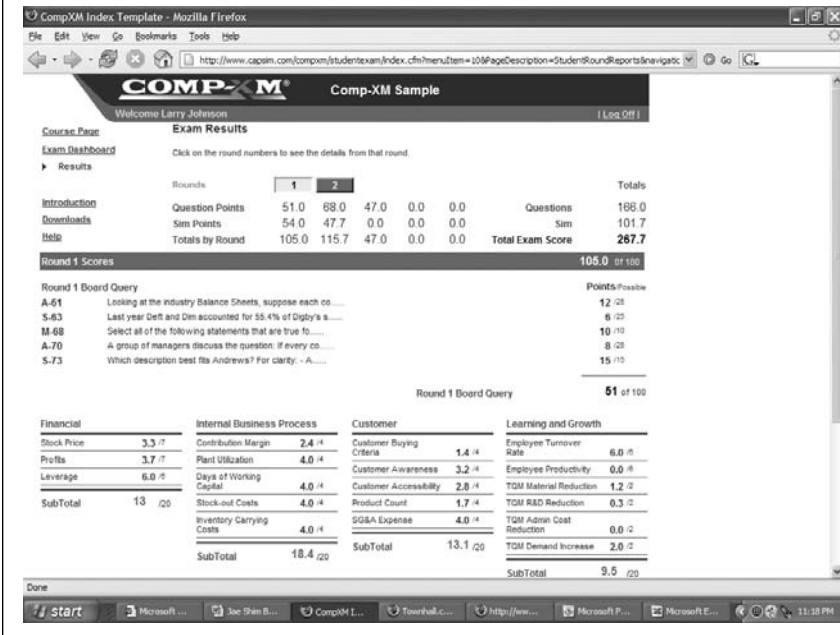 CompXM Index Template - Mozilla Firefox
File Edit View Go Bookmarks Tools Help
http://www.capsim.com/compxm/studentexam/index.cfm?menuItem=10&PageDescription=StudentRoundReports&navigatic Go
COMP-XM® Comp-XM Sample
Welcome Larry Johnson | Log Off |
Course Page
Exam Dashboard
Results
Introduction
Downloads
Help
Exam Results
Click on the round numbers to see the details from that round.
Rounds 1 2 Totals
Question Points 51.0 68.0 47.0 0.0 0.0 Questions 166.0
Sim Points 54.0 47.7 0.0 0.0 0.0 Sim 101.7
Totals by Round 105.0 115.7 47.0 0.0 0.0 Total Exam Score 267.7
Round 1 Scores 105.0 of 100
Round 1 Board Query Points/Possible
A-61 Looking at the industry Balance Sheets, suppose each co......
12
S-63 Last year Deft and Dim accounted for 55.4% of Digby's s......
6
M-68 Select all of the following statements that are true fo......
10 /10
A-70 A group of managers discuss the question: If every co......
8
S-73 Which description best fits Andrews? For clarity: - A......
15 /15
Round 1 Board Query 51 of 100
Financial
Stock Price 3.3 /7
Profits 3.7 /7
Leverage 6.0 /6
SubTotal 13 /20
Internal Business Process
Contribution Margin 2.4 /4
Plant Utilization 4.0 /4
Days of Working
Capital 4.0 /4
Stock-out Costs 4.0 /4
Inventory Carrying
Costs 4.0 /4
SubTotal 18.4 /20
Customer
Customer Buying
Criteria 1.4 /4
Customer Awareness 3.2 /4
Customer Accessibility 2.8 /4
Product Count 1.7 /4
SG&A Expense 4.0 /4
SubTotal 13.1 /20
Learning and Growth
Employee Turnover
Rate 6.0 /6
Employee Productivity 0.0 /6
TQM Material Reduction 1.2 /2
TQM R&D Reduction 0.3 /2
TQM Admin Cost
Reduction 0.0 /2
TQM Demand Increase 2.0 /2
SubTotal 9.5 /20
Done
start Microsoft ... Jae Shim B... CompXM I... Townhall.c... http://ww... Microsoft P... Microsoft E... 11:18 PM